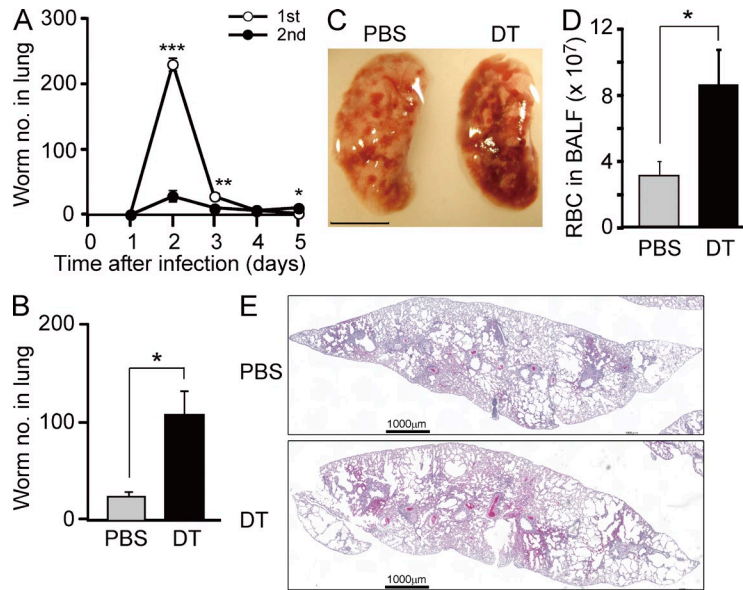 A
Worm no. in lung
300
200
100
0
1st
2nd
***
**
*
0 1 2 3 4 5
Time after infection (days)
B
Worm no. in lung
200
100
0
*
PBS DT
C
PBS DT
D
RBC in BALF (x 10⁷)
12
8
4
0
*
PBS DT
E
PBS
1000μm
DT
1000μm